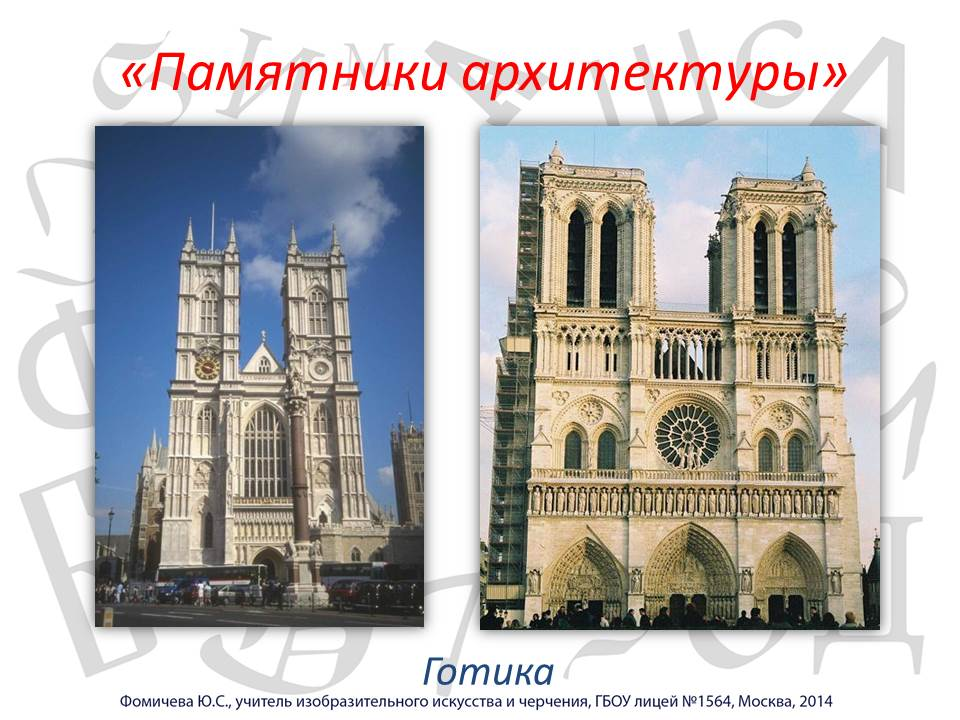 «Памятники архитектуры»
Готика
Фомичева Ю.С., учитель изобразительного искусства и черчения, ГБОУ лицей №1564, Москва, 2014